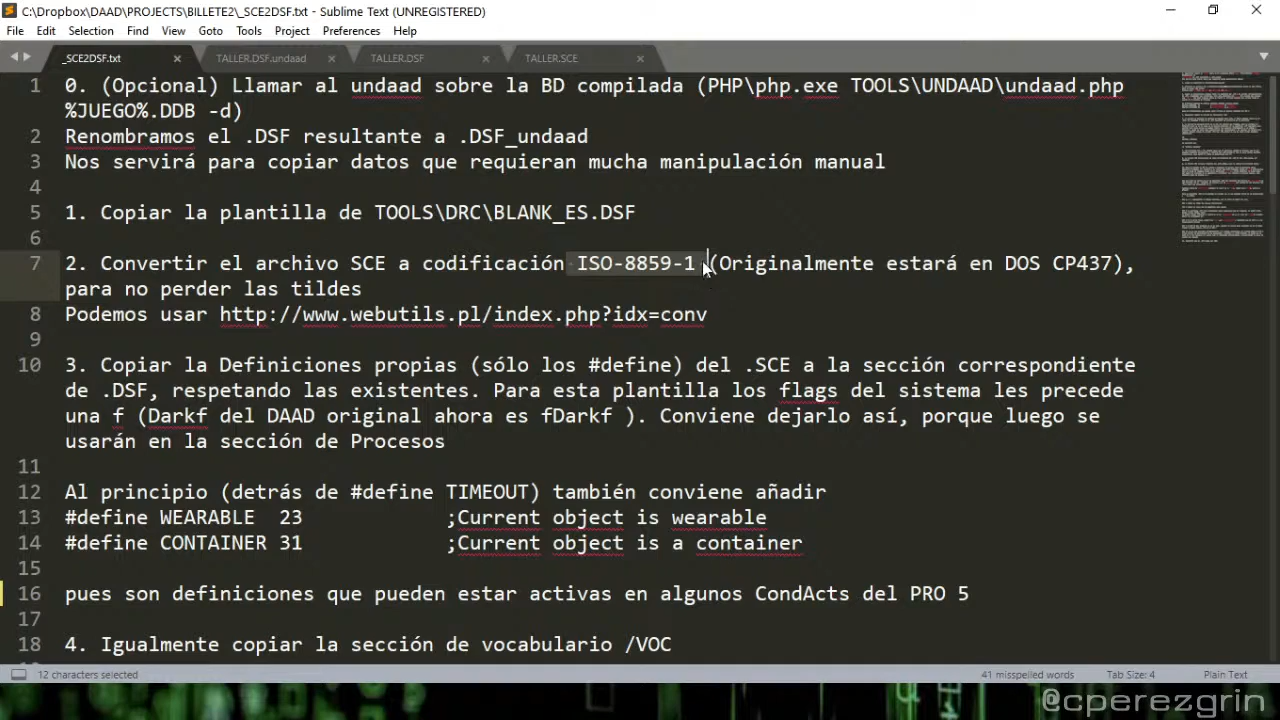 C:\Dropbox\DAAD\PROJECTS\BILLETE2\_SCE2DSF.txt - Sublime Text (UNREGISTERED)
File Edit Selection Find View Goto Tools Project Preferences Help
_SCE2DSF.txt TALLER.DSF.undaad TALLER.DSF TALLER.SCE
1 0. (Opcional) Llamar al undaad sobre la BD compilada (PHP\php.exe TOOLS\UNDAAD\undaad.php
%JUEGO%.DDB -d)
2 Renombramos el .DSF resultante a .DSF_undaad
3 Nos servirá para copiar datos que requieran mucha manipulación manual
4
5 1. Copiar la plantilla de TOOLS\DRC\BLANK_ES.DSF
6
7 2. Convertir el archivo SCE a codificación ISO-8859-1 (Originalmente estará en DOS CP437),
para no perder las tildes
8 Podemos usar http://www.webutils.pl/index.php?idx=conv
9
10 3. Copiar la Definiciones propias (sólo los #define) del .SCE a la sección correspondiente
de .DSF, respetando las existentes. Para esta plantilla los flags del sistema les precede
una f (Darkf del DAAD original ahora es fDarkf ). Conviene dejarlo así, porque luego se
usarán en la sección de Procesos
11
12 Al principio (detrás de #define TIMEOUT) también conviene añadir
13 #define WEARABLE  23 ;Current object is wearable
14 #define CONTAINER 31 ;Current object is a container
15
16 pues son definiciones que pueden estar activas en algunos CondActs del PRO 5
17
18 4. Igualmente copiar la sección de vocabulario /VOC
12 characters selected 41 misspelled words Tab Size: 4 Plain Text
@cperezgrin